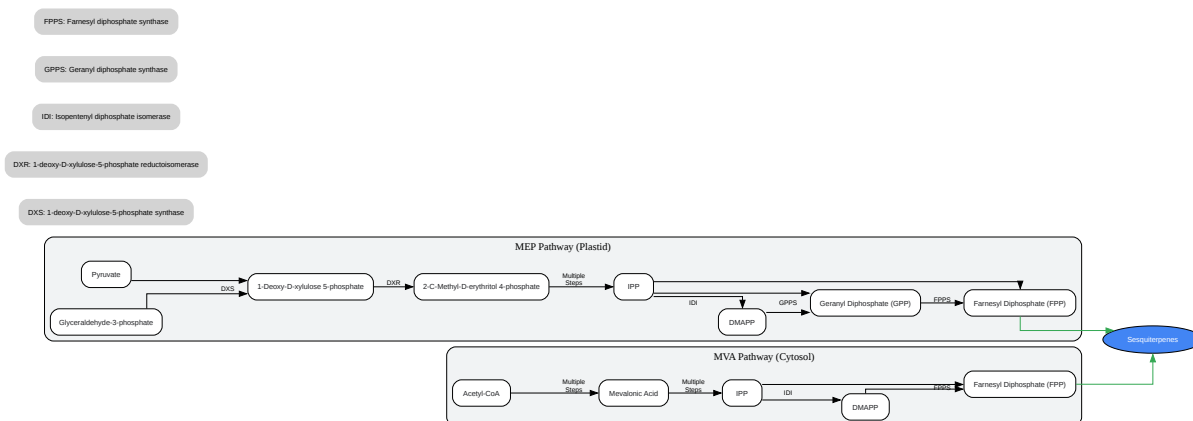 FPPS: Farnesyl diphosphate synthase
GPPS: Geranyl diphosphate synthase
IDI: Isopentenyl diphosphate isomerase
DXR: 1-deoxy-D-xylulose-5-phosphate reductoisomerase
DXS: 1-deoxy-D-xylulose-5-phosphate synthase
MEP Pathway (Plastid)
Pyruvate
Glyceraldehyde-3-phosphate
DXS
1-Deoxy-D-xylulose 5-phosphate
DXR
2-C-Methyl-D-erythritol 4-phosphate
Multiple
Steps
IPP
IDI
DMAPP
GPPS
Geranyl Diphosphate (GPP)
FPPS
Farnesyl Diphosphate (FPP)
Sesquiterpenes
MVA Pathway (Cytosol)
Acetyl-CoA
Multiple
Steps
Mevalonic Acid
Multiple
Steps
IPP
IDI
DMAPP
FPPS
Farnesyl Diphosphate (FPP)